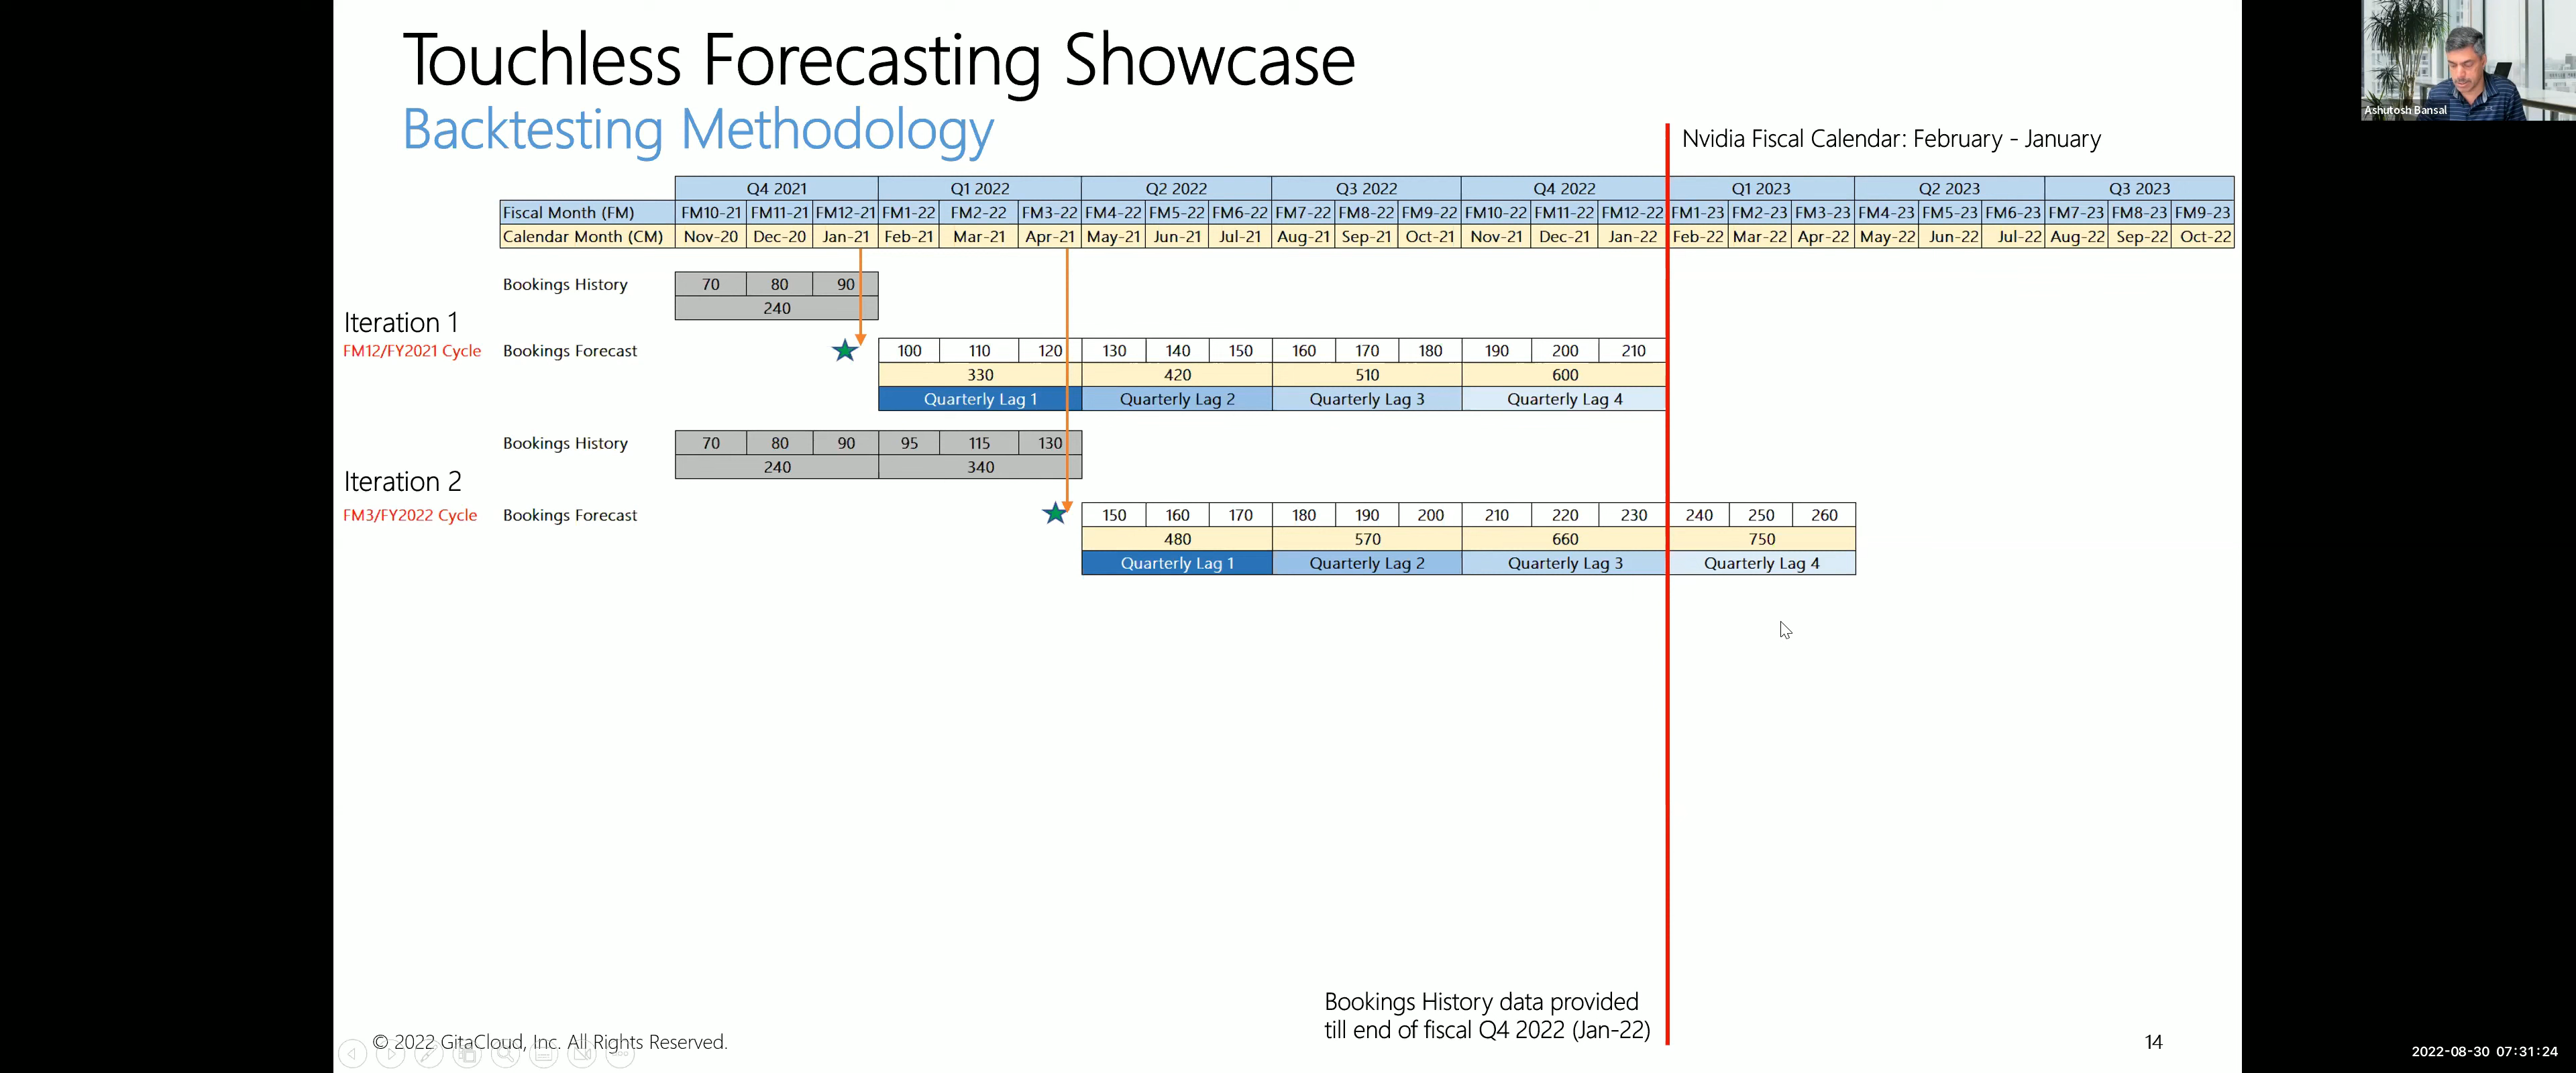 Touchless Forecasting Showcase
Backtesting Methodology
Ashutosh Bansal
Nvidia Fiscal Calendar: February - January
Q4 2021 Q1 2022 Q2 2022 Q3 2022 Q4 2022 Q1 2023 Q2 2023 Q3 2023
Fiscal Month (FM) FM10-21 FM11-21 FM12-21 FM1-22 FM2-22 FM3-22 FM4-22 FM5-22 FM6-22 FM7-22 FM8-22 FM9-22 FM10-22 FM11-22 FM12-22 FM1-23 FM2-23 FM3-23 FM4-23 FM5-23 FM6-23 FM7-23 FM8-23 FM9-23
Calendar Month (CM) Nov-20 Dec-20 Jan-21 Feb-21 Mar-21 Apr-21 May-21 Jun-21 Jul-21 Aug-21 Sep-21 Oct-21 Nov-21 Dec-21 Jan-22 Feb-22 Mar-22 Apr-22 May-22 Jun-22 Jul-22 Aug-22 Sep-22 Oct-22
Bookings History 70 80 90
240
Iteration 1
FM12/FY2021 Cycle Bookings Forecast 100 110 120 130 140 150 160 170 180 190 200 210
330 420 510 600
Quarterly Lag 1 Quarterly Lag 2 Quarterly Lag 3 Quarterly Lag 4
Bookings History 70 80 90 95 115 130
240 340
Iteration 2
FM3/FY2022 Cycle Bookings Forecast 150 160 170 180 190 200 210 220 230 240 250 260
480 570 660 750
Quarterly Lag 1 Quarterly Lag 2 Quarterly Lag 3 Quarterly Lag 4
Bookings History data provided
till end of fiscal Q4 2022 (Jan-22)
© 2022 GitaCloud, Inc. All Rights Reserved.
14
2022-08-30 07:31:24